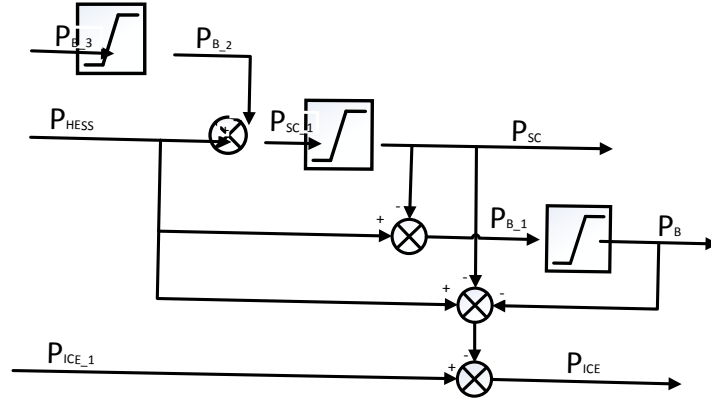 P_B_3
P_B_2
P_HESS
P_SC_1
P_SC
-
+
P_B_1
P_B
-
+
-
P_ICE_1
-
+
P_ICE